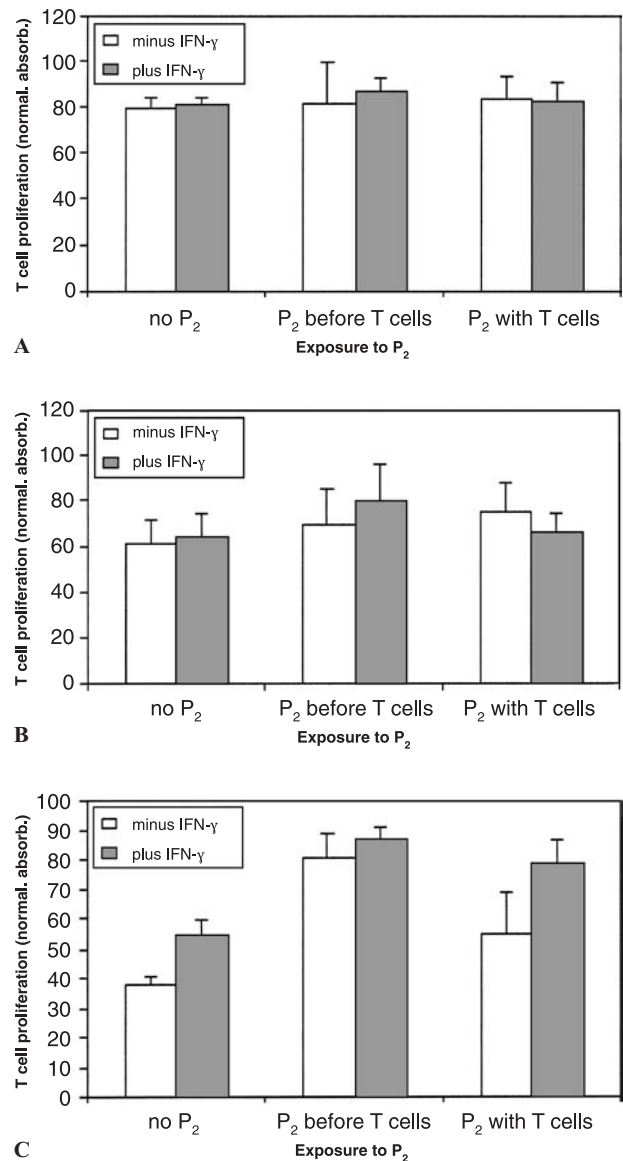 120
minus IFN-γ
100
plus IFN-γ
80
60
40
20
0
T cell proliferation (normal. absorb.)
no P₂
P₂ before T cells
P₂ with T cells
A
Exposure to P₂
120
minus IFN-γ
100
plus IFN-γ
80
60
40
20
0
T cell proliferation (normal. absorb.)
no P₂
P₂ before T cells
P₂ with T cells
B
Exposure to P₂
100
minus IFN-γ
90
plus IFN-γ
80
70
60
50
40
30
20
10
0
T cell proliferation (normal. absorb.)
no P₂
P₂ before T cells
P₂ with T cells
C
Exposure to P₂